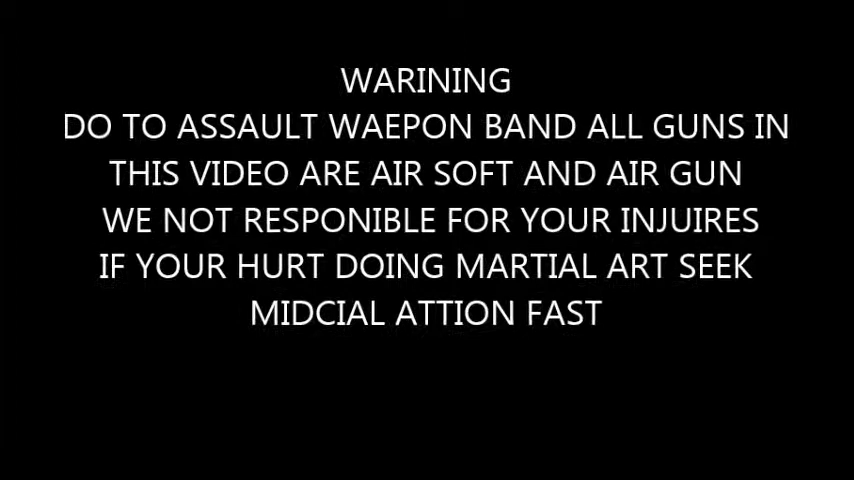 WARINING
DO TO ASSAULT WAEPON BAND ALL GUNS IN
THIS VIDEO ARE AIR SOFT AND AIR GUN
WE NOT RESPONIBLE FOR YOUR INJUIRES
IF YOUR HURT DOING MARTIAL ART SEEK
MIDCIAL ATTION FAST